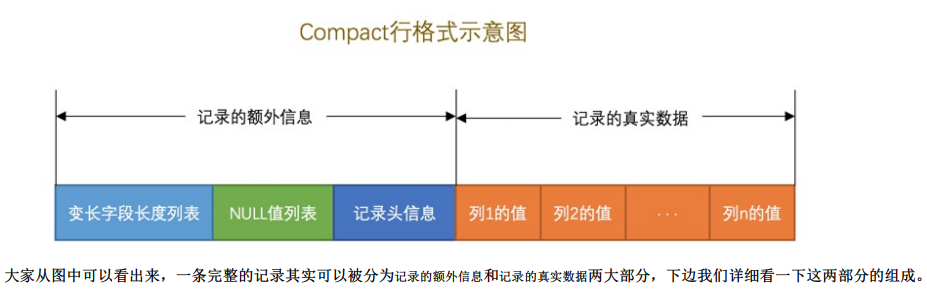 Compact行格式示意图
记录的额外信息 记录的真实数据
变长字段长度列表 NULL值列表 记录头信息 列1的值 列2的值 · · · 列n的值
大家从图中可以看出来，一条完整的记录其实可以被分为记录的额外信息和记录的真实数据两大部分，下边我们详细看一下这两部分的组成。